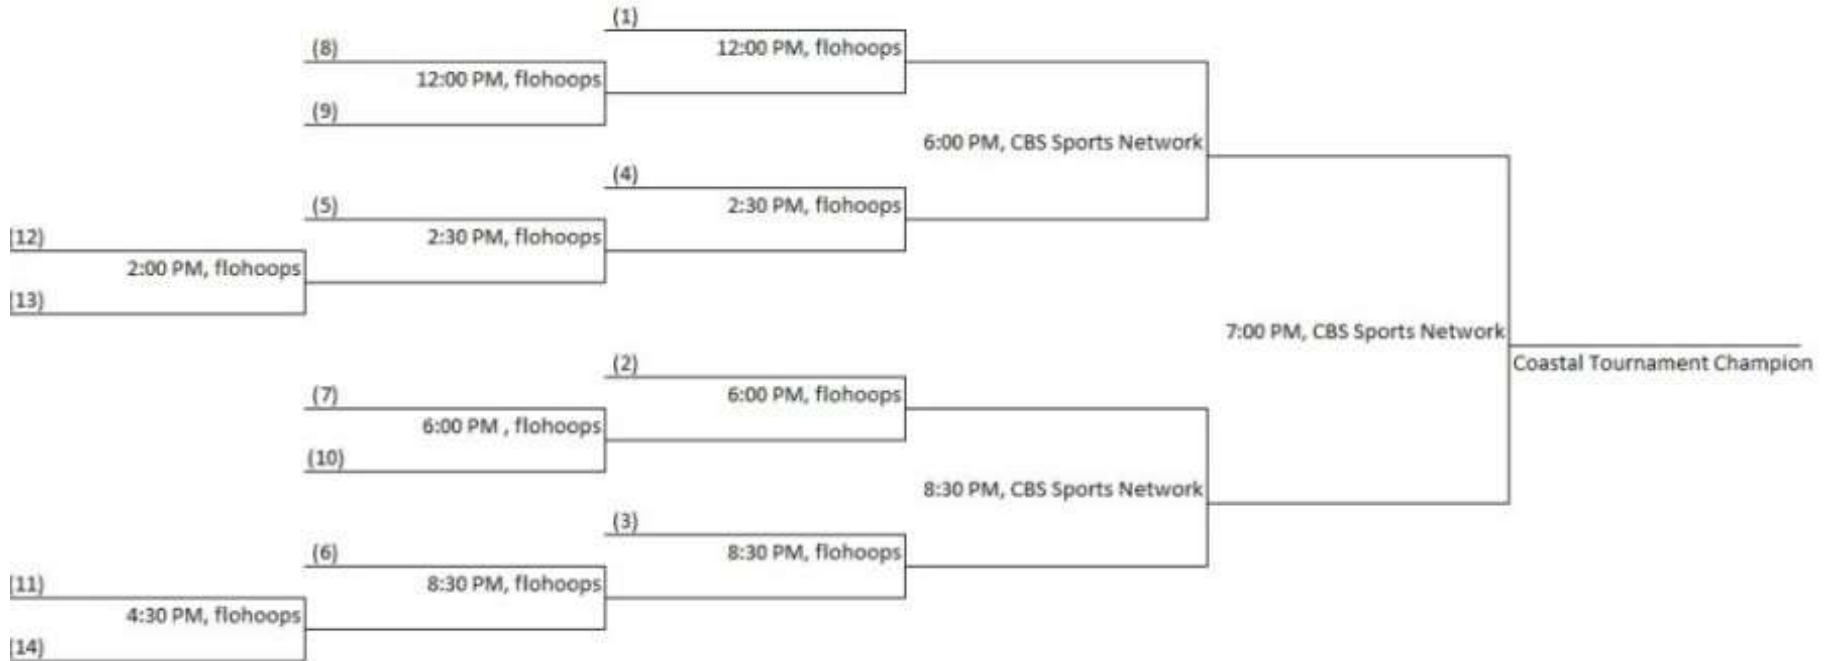 (1)
12:00 PM, flohoops
(8)
12:00 PM, flohoops
(9)
6:00 PM, CBS Sports Network
(4)
2:30 PM, flohoops
(5)
2:30 PM, flohoops
(12)
2:00 PM, flohoops
(13)
7:00 PM, CBS Sports Network
Coastal Tournament Champion
(2)
6:00 PM, flohoops
(7)
6:00 PM , flohoops
(10)
8:30 PM, CBS Sports Network
(3)
8:30 PM, flohoops
(6)
8:30 PM, flohoops
(11)
4:30 PM, flohoops
(14)